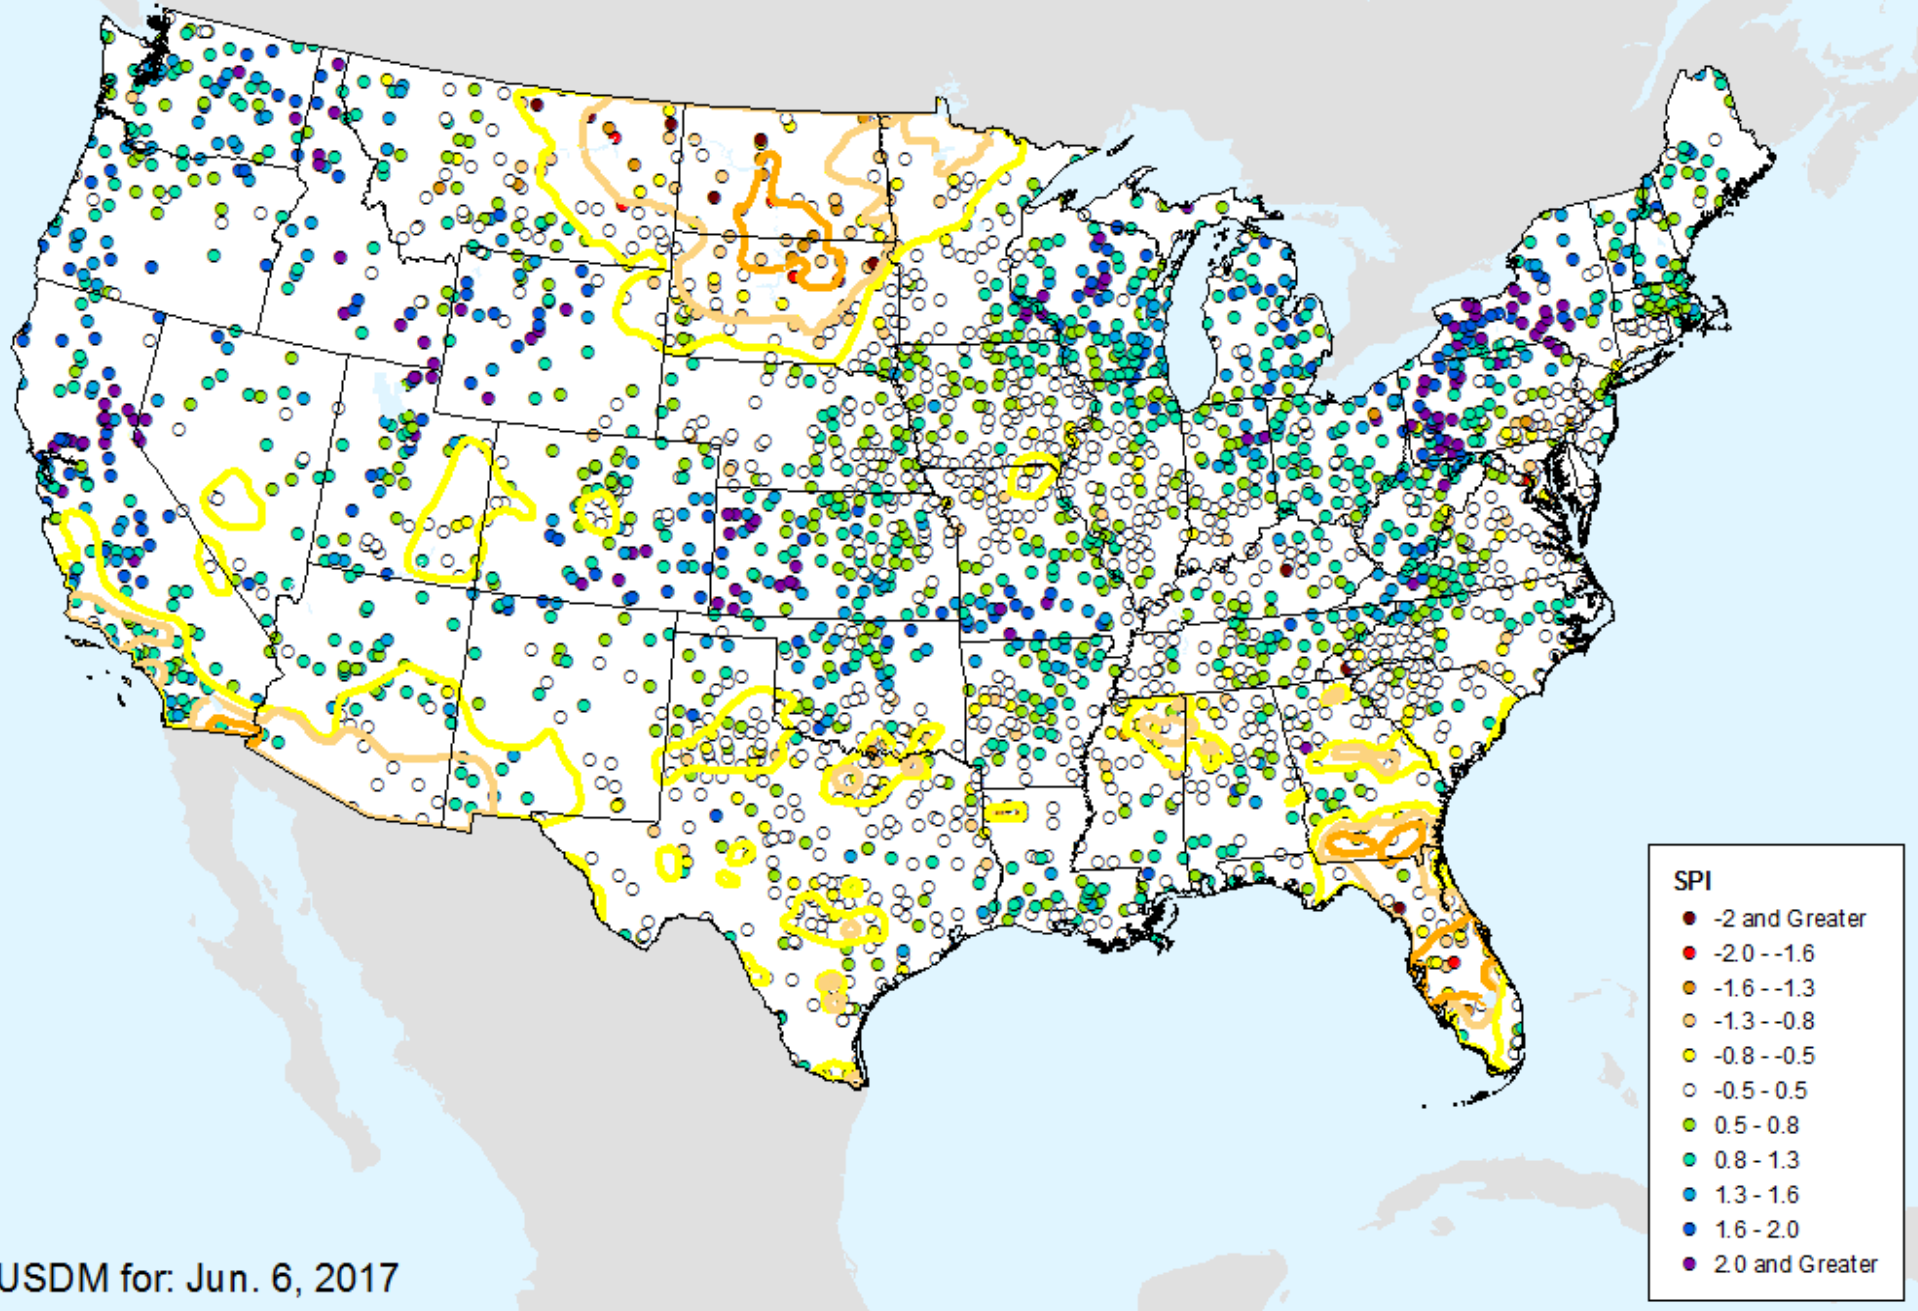 SPI
-2 and Greater
-2.0 - -1.6
-1.6 - -1.3
-1.3 - -0.8
-0.8 - -0.5
-0.5 - 0.5
0.5 - 0.8
0.8 - 1.3
1.3 - 1.6
1.6 - 2.0
2.0 and Greater
USDM for: Jun. 6, 2017